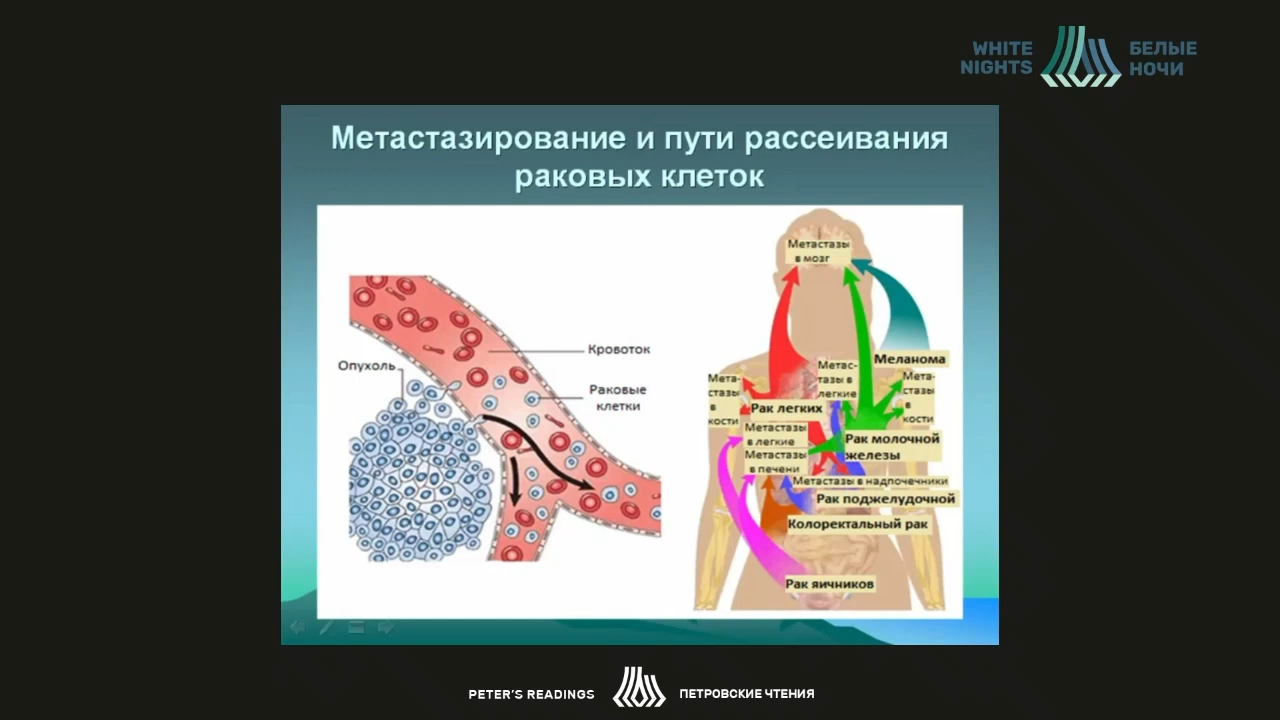 WHITE
NIGHTS
БЕЛЫЕ
НОЧИ
Метастазирование и пути рассеивания
раковых клеток
Опухоль
Кровоток
Раковые
клетки
Метастазы
в мозг
Меланома
Мета-
стазы
в
кости
Метас-
тазы в
легкие
Мета-
стазы
в
кости
Рак легких
Метастазы
в легкие
Рак молочной
железы
Метастазы
в печени
Метастазы в надпочечники
Рак поджелудочной
Колоректальный рак
Рак яичников
PETER'S READINGS
ПЕТРОВСКИЕ ЧТЕНИЯ